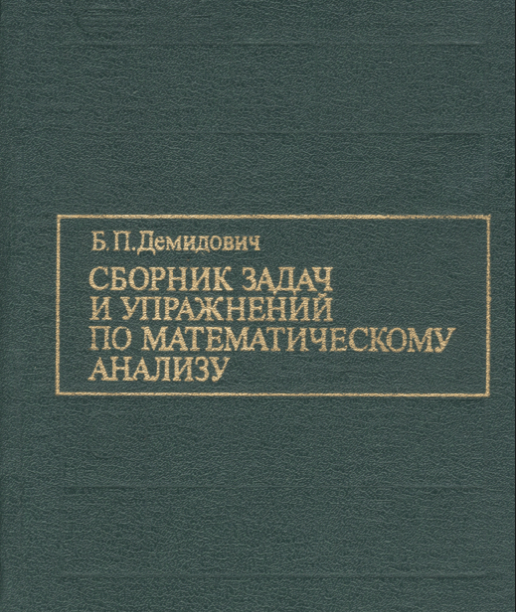 Б.П.Демидович
СБОРНИК ЗАДАЧ
И УПРАЖНЕНИЙ
ПО МАТЕМАТИЧЕСКОМУ
АНАЛИЗУ